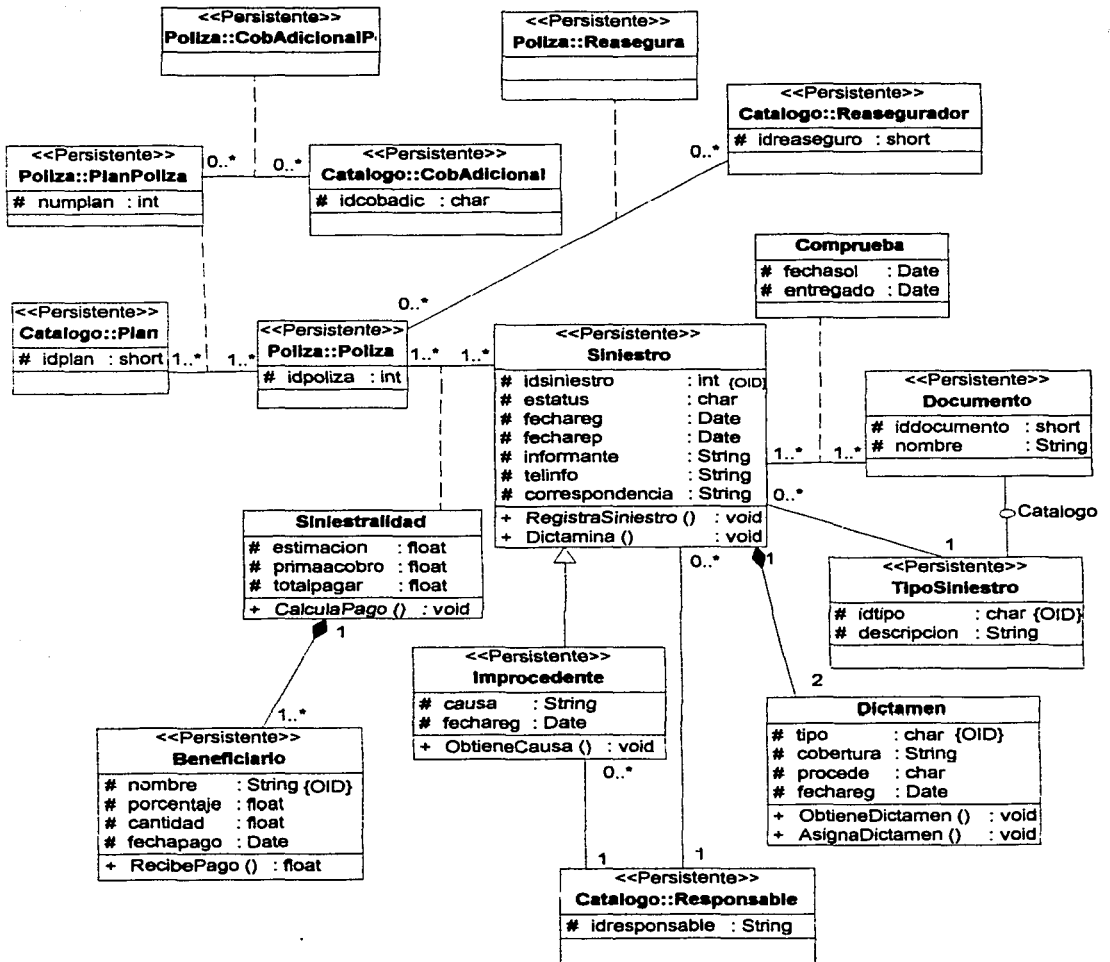 <<Persistente>>
Poliza::CobAdicionalP
<<Persistente>>
Poliza::Reasegura
<<Persistente>>
Catalogo::Reasegurador
# idreaseguro : short
<<Persistente>>
Poliza::PlanPoliza
# numplan : int
0..*
0..*
<<Persistente>>
Catalogo::CobAdicional
# idcobadic : char
0..*
Comprueba
# fechasol : Date
# entregado : Date
<<Persistente>>
Catalogo::Plan
# idplan : short
1..*
1..*
0..*
<<Persistente>>
Poliza::Poliza
# idpoliza : int
1..*
1..*
<<Persistente>>
Siniestro
# idsiniestro : int {OID}
# estatus : char
# fechareg : Date
# fecharep : Date
# informante : String
# telinfo : String
# correspondencia : String
+ RegistraSiniestro () : void
+ Dictamina () : void
<<Persistente>>
Documento
# iddocumento : short
# nombre : String
1..*
1..*
0..*
Catalogo
1
<<Persistente>>
TipoSiniestro
# idtipo : char {OID}
# descripcion : String
Siniestralidad
# estimacion : float
# primaacobro : float
# totalpagar : float
+ CalculaPago () : void
1
0..*
1
<<Persistente>>
Improcedente
# causa : String
# fechareg : Date
+ ObtieneCausa () : void
0..*
2
Dictamen
# tipo : char {OID}
# cobertura : String
# procede : char
# fechareg : Date
+ ObtieneDictamen () : void
+ AsignaDictamen () : void
1..*
<<Persistente>>
Beneficiario
# nombre : String {OID}
# porcentaje : float
# cantidad : float
# fechapago : Date
+ RecibePago () : float
1
1
<<Persistente>>
Catalogo::Responsable
# idresponsable : String